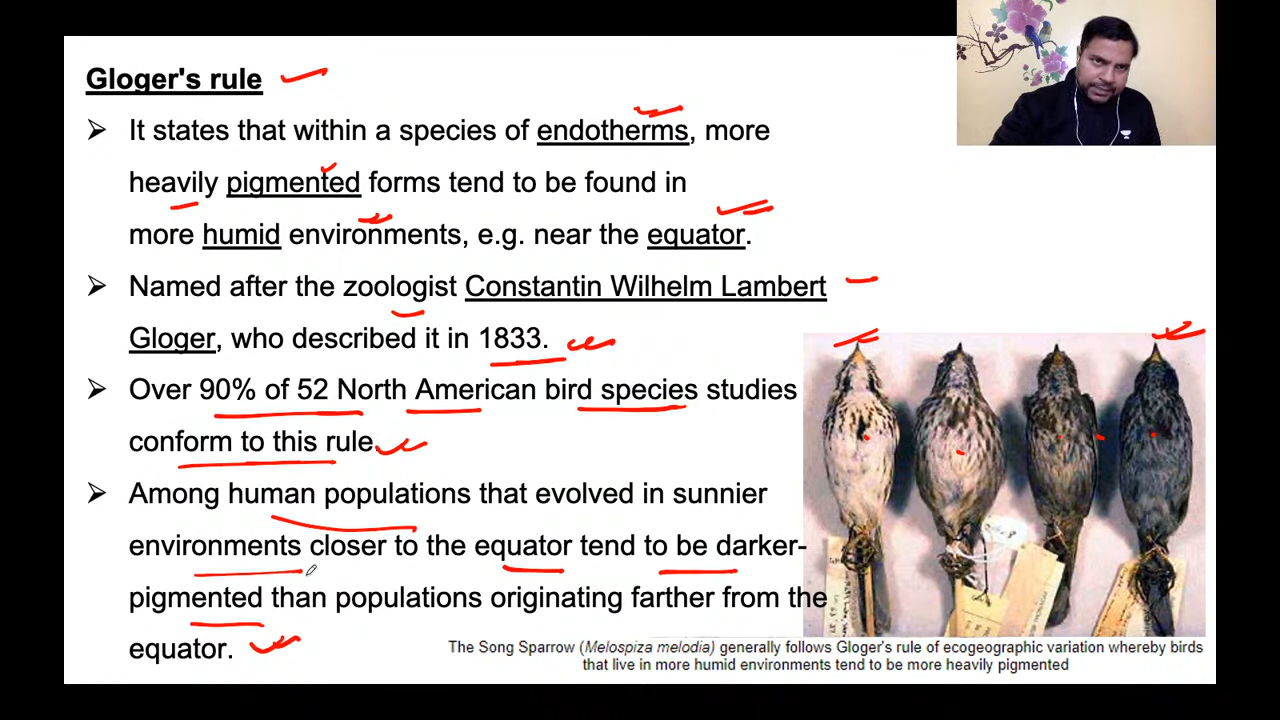 Gloger's rule
➢ It states that within a species of endotherms, more
heavily pigmented forms tend to be found in
more humid environments, e.g. near the equator.
➢ Named after the zoologist Constantin Wilhelm Lambert
Gloger, who described it in 1833.
➢ Over 90% of 52 North American bird species studies
conform to this rule.
➢ Among human populations that evolved in sunnier
environments closer to the equator tend to be darker-
pigmented than populations originating farther from the
equator.
The Song Sparrow (Melospiza melodia) generally follows Gloger's rule of ecogeographic variation whereby birds
that live in more humid environments tend to be more heavily pigmented